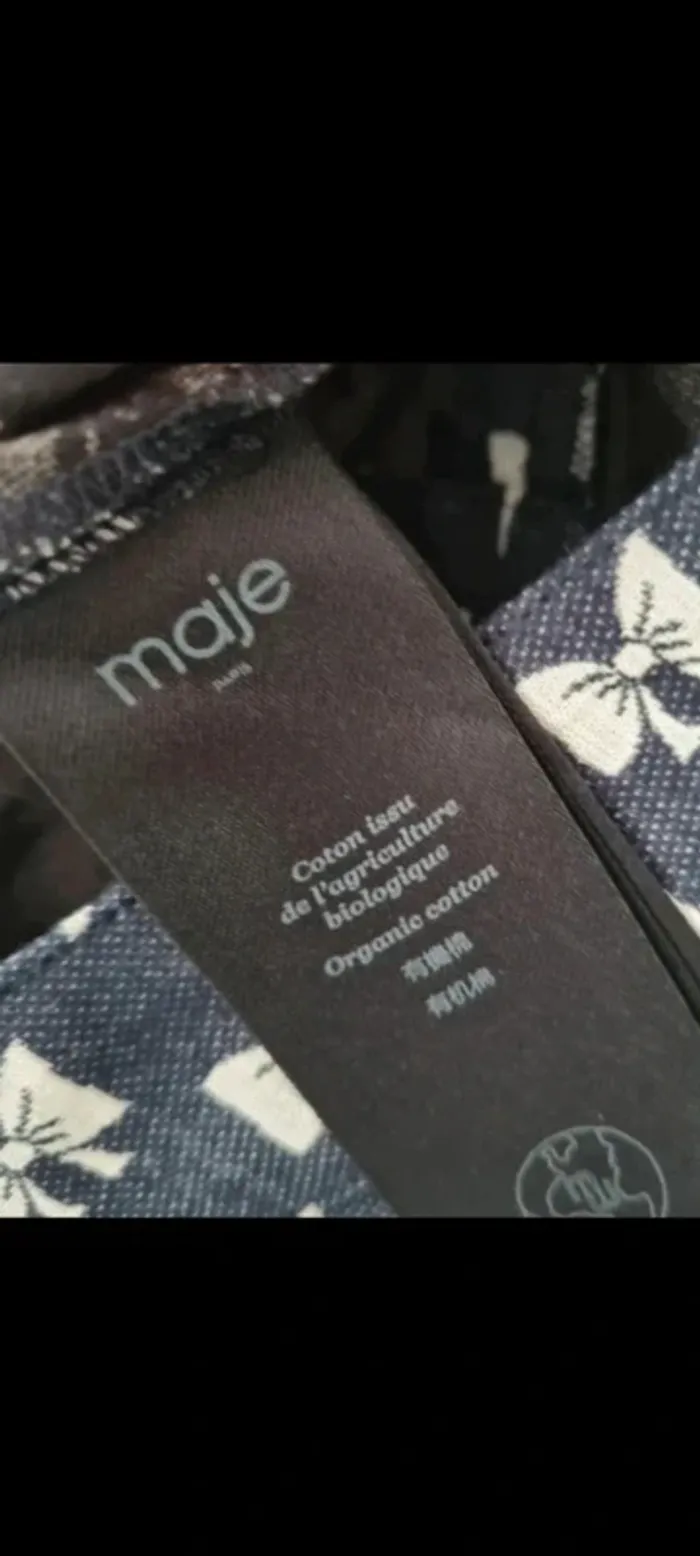 maje
PARIS
Coton issu
de l'agriculture
biologique
Organic cotton
有機棉
有机棉